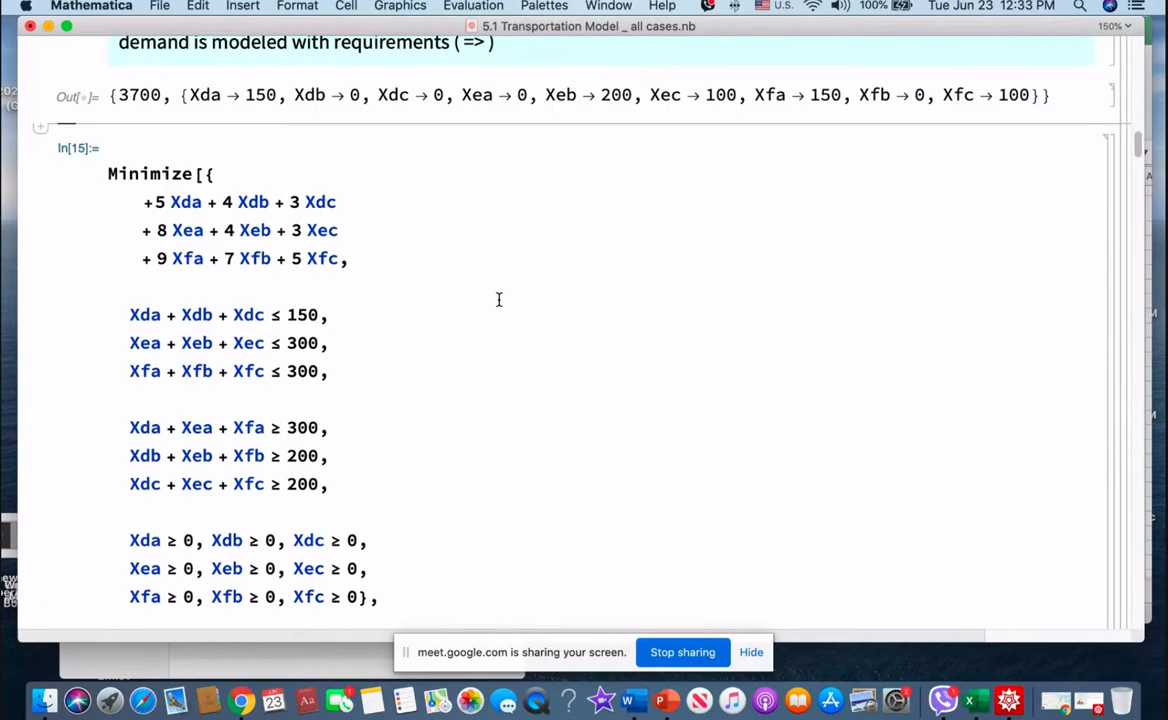 Mathematica File Edit Insert Format Cell Graphics Evaluation Palettes Window Help U.S. 100% Tue Jun 23 12:33 PM
5.1 Transportation Model _ all cases.nb
150%
demand is modeled with requirements ( => )
Out[ ]= {3700, {Xda → 150, Xdb → 0, Xdc → 0, Xea → 0, Xeb → 200, Xec → 100, Xfa → 150, Xfb → 0, Xfc → 100}}
In[15]:=
Minimize[{
+5 Xda + 4 Xdb + 3 Xdc
+ 8 Xea + 4 Xeb + 3 Xec
+ 9 Xfa + 7 Xfb + 5 Xfc,
Xda + Xdb + Xdc ≤ 150,
Xea + Xeb + Xec ≤ 300,
Xfa + Xfb + Xfc ≤ 300,
Xda + Xea + Xfa ≥ 300,
Xdb + Xeb + Xfb ≥ 200,
Xdc + Xec + Xfc ≥ 200,
Xda ≥ 0, Xdb ≥ 0, Xdc ≥ 0,
Xea ≥ 0, Xeb ≥ 0, Xec ≥ 0,
Xfa ≥ 0, Xfb ≥ 0, Xfc ≥ 0},
meet.google.com is sharing your screen. Stop sharing Hide